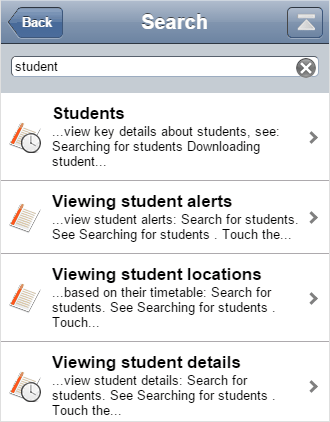 Back
Search
student
Students
...view key details about students, see:
Searching for students Downloading
student...
Viewing student alerts
...view student alerts: Search for students.
See Searching for students . Touch the...
Viewing student locations
...based on their timetable: Search for
students. See Searching for students .
Touch...
Viewing student details
...view student details: Search for
students. See Searching for students .
Touch the...